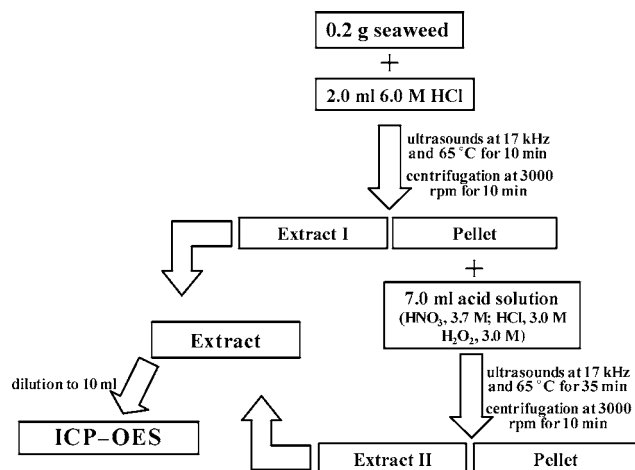 0.2 g seaweed
+
2.0 ml 6.0 M HCl
ultrasounds at 17 kHz
and 65 °C for 10 min
centrifugation at 3000
rpm for 10 min
Extract I
Pellet
+
7.0 ml acid solution
(HNO₃, 3.7 M; HCl, 3.0 M
H₂O₂, 3.0 M)
Extract
dilution to 10 ml
ultrasounds at 17 kHz
and 65 °C for 35 min
centrifugation at 3000
rpm for 10 min
ICP–OES
Extract II
Pellet